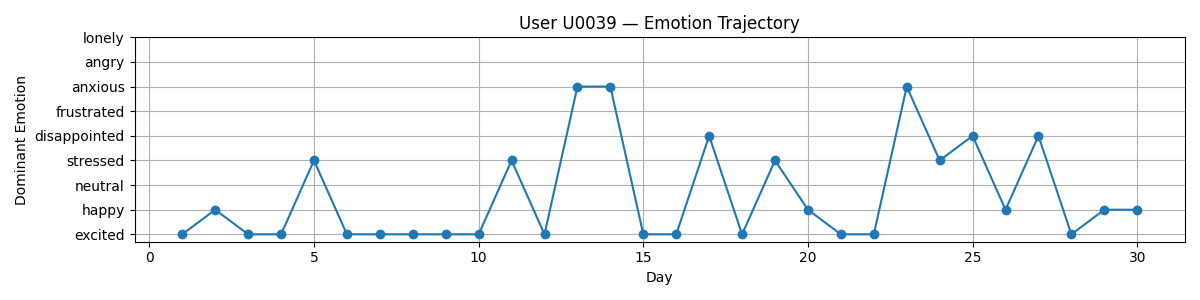 User U0039 — Emotion Trajectory
Dominant Emotion
lonely
angry
anxious
frustrated
disappointed
stressed
neutral
happy
excited
0 5 10 15 20 25 30
Day